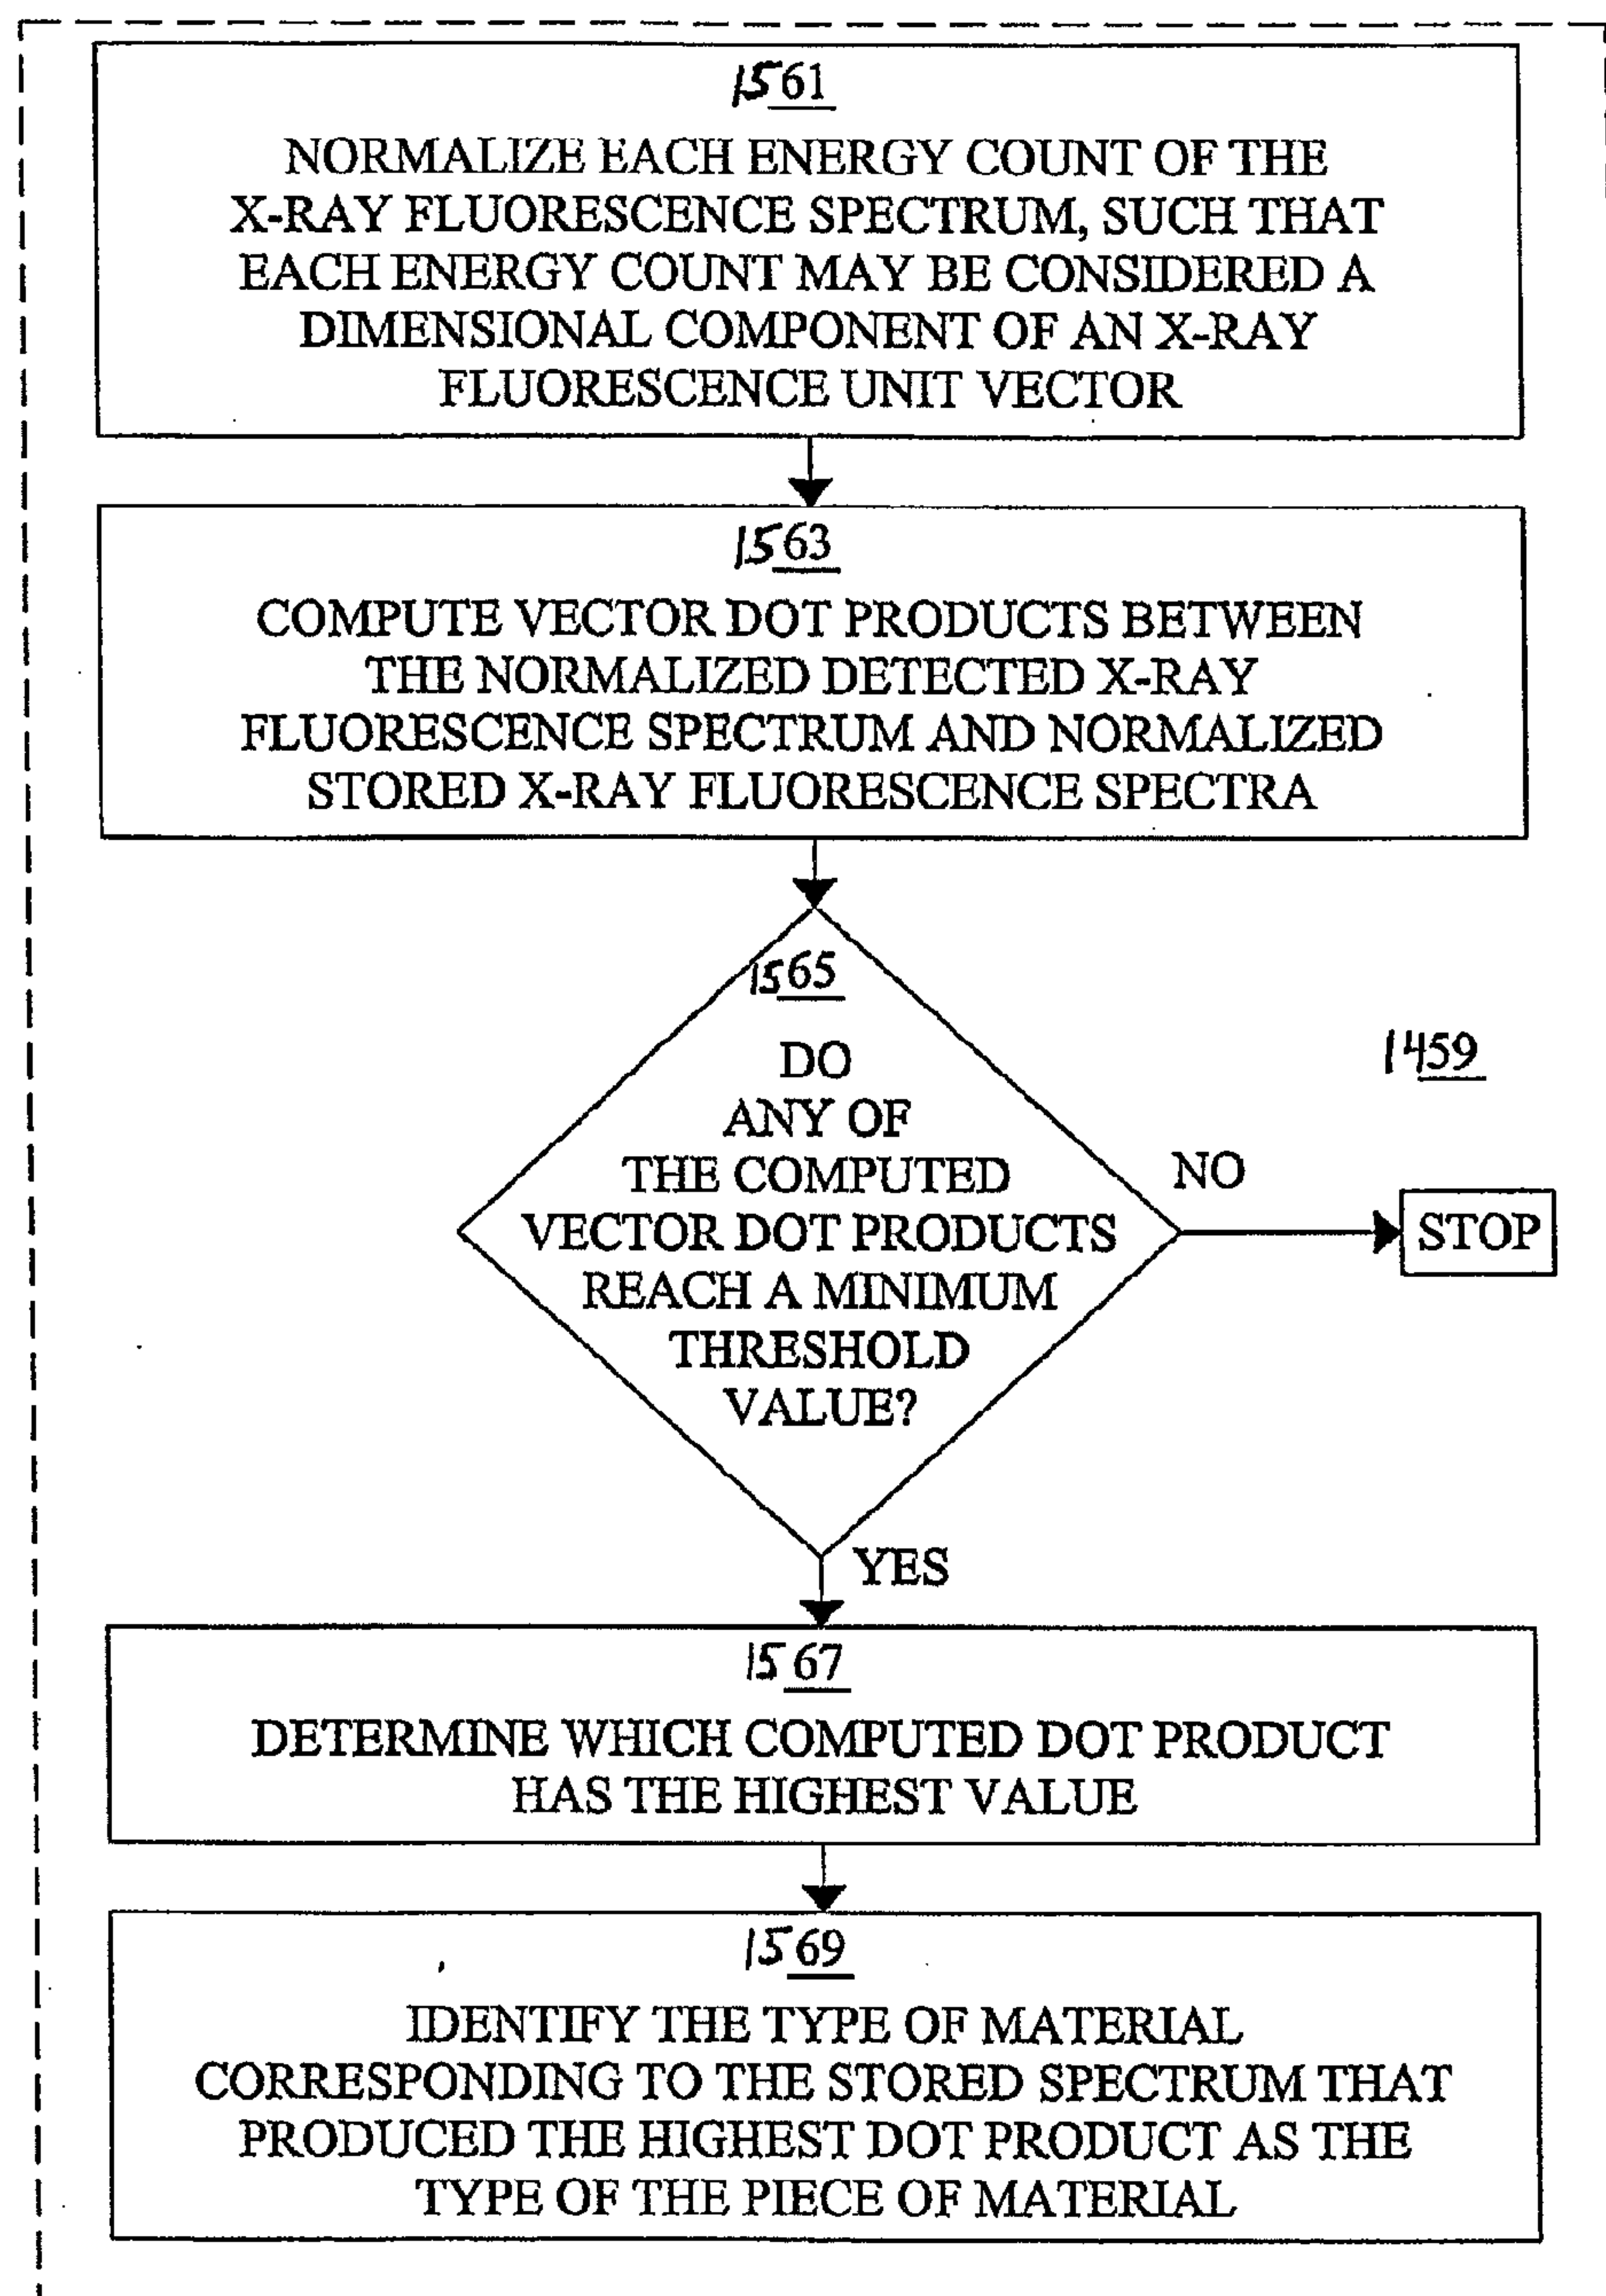 1561
NORMALIZE EACH ENERGY COUNT OF THE
X-RAY FLUORESCENCE SPECTRUM, SUCH THAT
EACH ENERGY COUNT MAY BE CONSIDERED A
DIMENSIONAL COMPONENT OF AN X-RAY
FLUORESCENCE UNIT VECTOR
1563
COMPUTE VECTOR DOT PRODUCTS BETWEEN
THE NORMALIZED DETECTED X-RAY
FLUORESCENCE SPECTRUM AND NORMALIZED
STORED X-RAY FLUORESCENCE SPECTRA
1565
DO
ANY OF
THE COMPUTED
VECTOR DOT PRODUCTS
REACH A MINIMUM
THRESHOLD
VALUE?
1459
NO
STOP
YES
1567
DETERMINE WHICH COMPUTED DOT PRODUCT
HAS THE HIGHEST VALUE
1569
IDENTIFY THE TYPE OF MATERIAL
CORRESPONDING TO THE STORED SPECTRUM THAT
PRODUCED THE HIGHEST DOT PRODUCT AS THE
TYPE OF THE PIECE OF MATERIAL